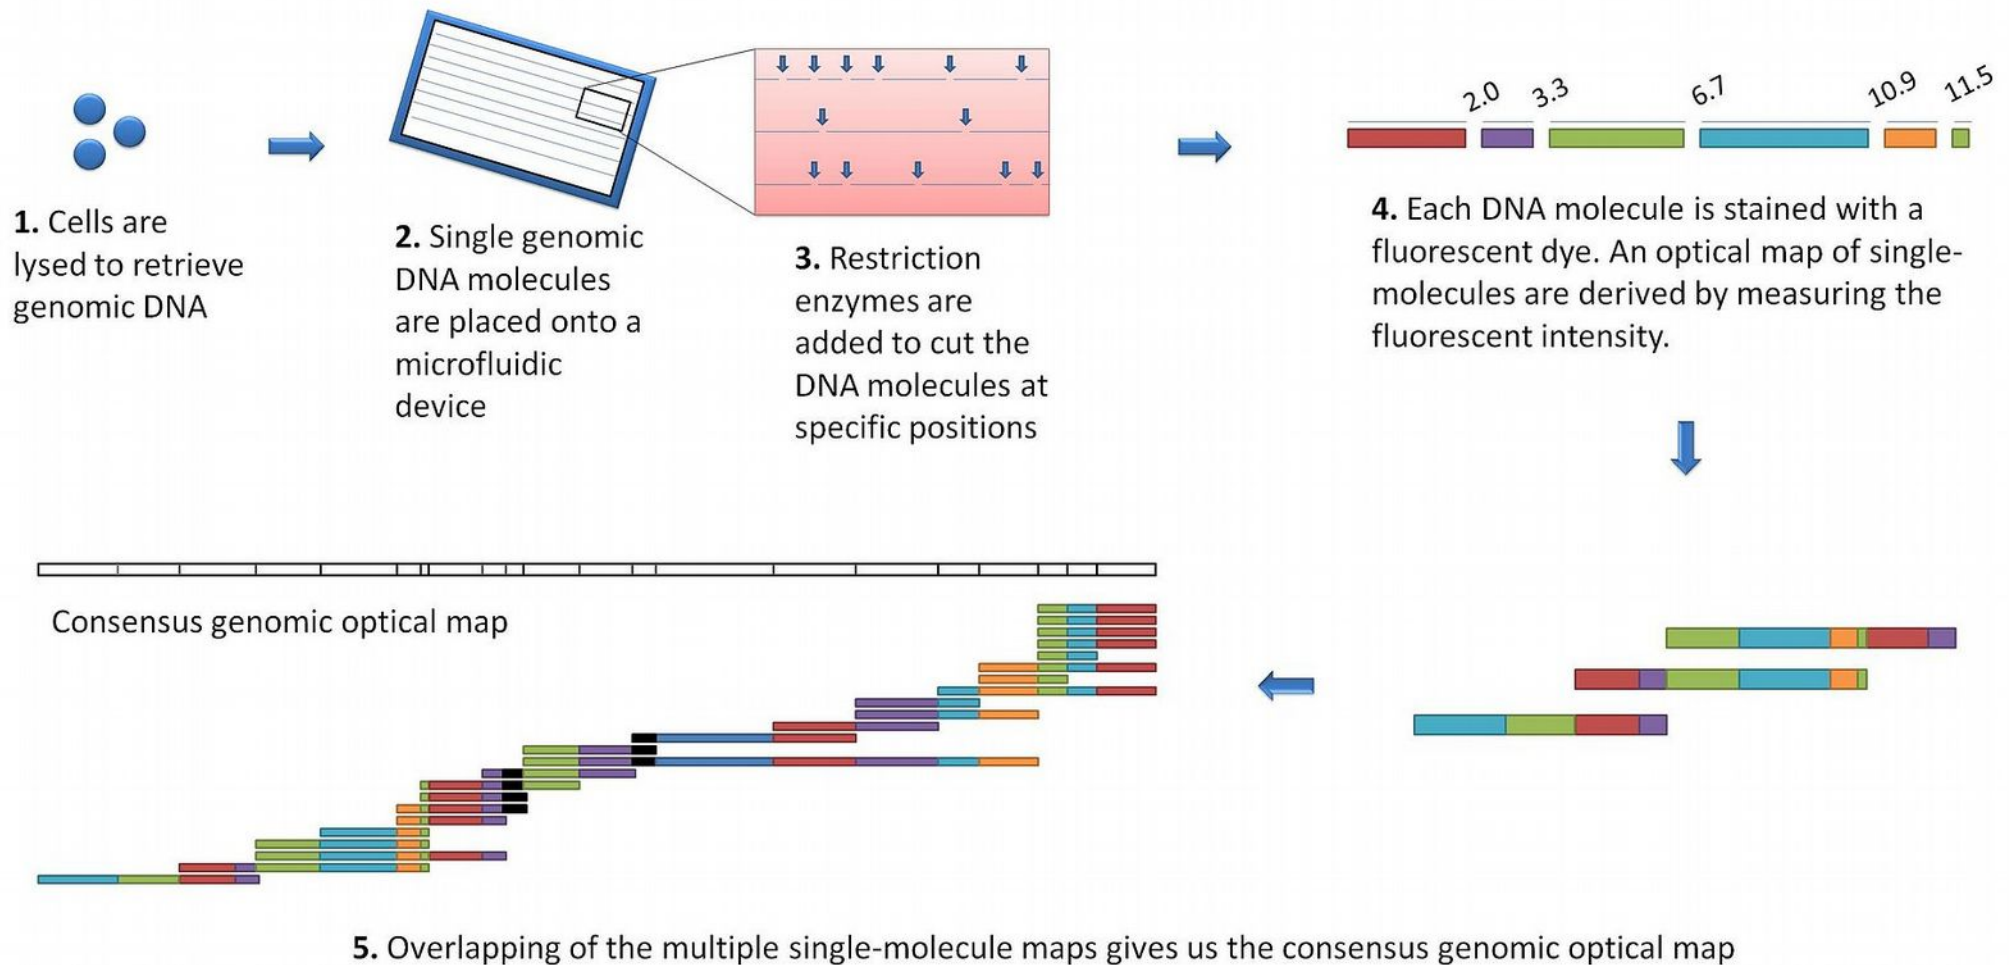 1. Cells are
lysed to retrieve
genomic DNA
2. Single genomic
DNA molecules
are placed onto a
microfluidic
device
3. Restriction
enzymes are
added to cut the
DNA molecules at
specific positions
2.0 3.3 6.7 10.9 11.5
4. Each DNA molecule is stained with a
fluorescent dye. An optical map of single-
molecules are derived by measuring the
fluorescent intensity.
Consensus genomic optical map
5. Overlapping of the multiple single-molecule maps gives us the consensus genomic optical map